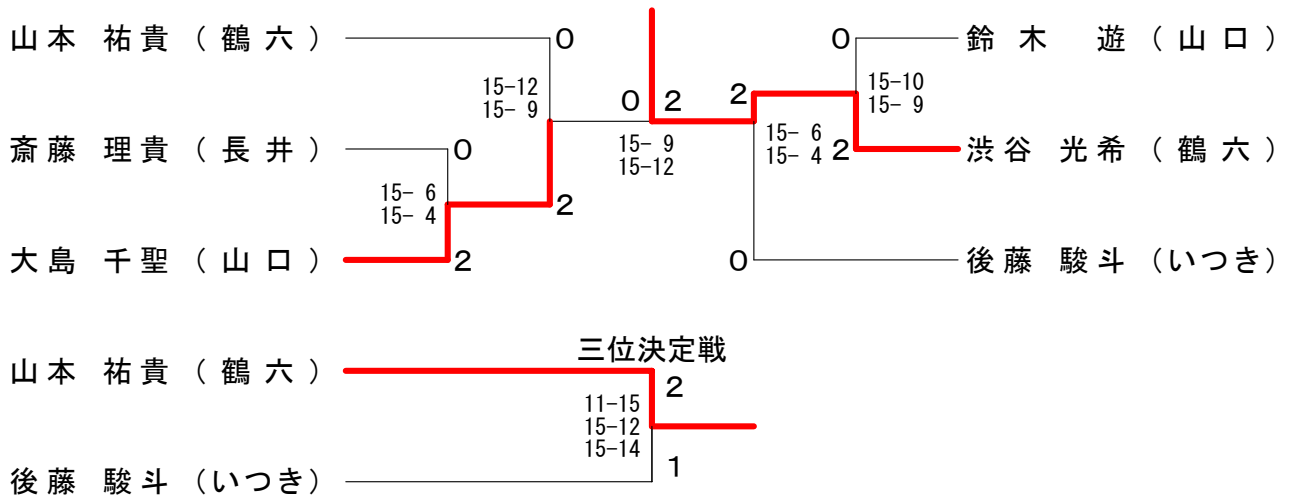 山本 祐貴 (鶴六)
0
0
鈴木 遊 (山口)
15-12
15- 9
0
2
2
15-10
15- 9
斎藤 理貴 (長井)
0
15- 9
15-12
15- 6
15- 4
2
渋谷 光希 (鶴六)
15- 6
15- 4
2
大島 千聖 (山口)
2
0
後藤 駿斗 (いつき)
三位決定戦
山本 祐貴 (鶴六)
2
11-15
15-12
15-14
後藤 駿斗 (いつき)
1